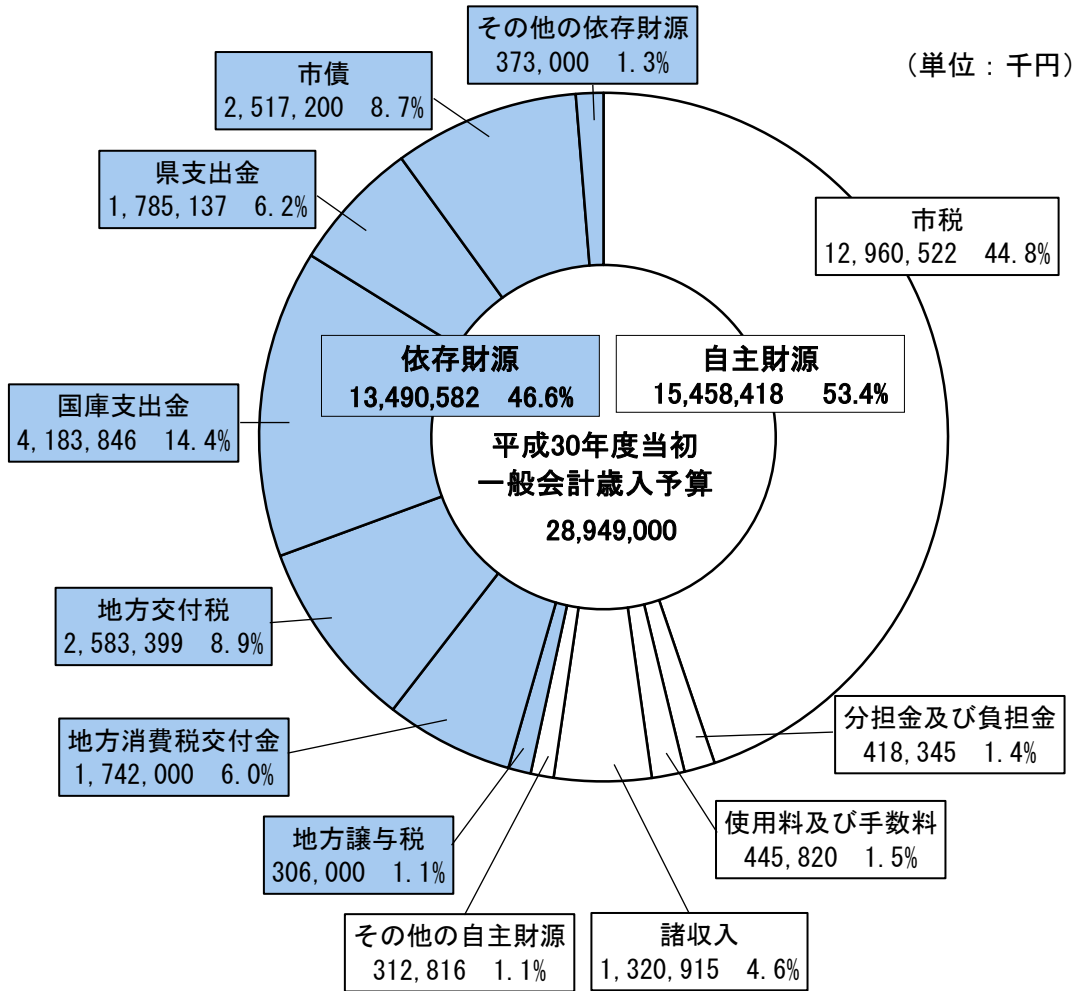 (単位：千円)
その他の依存財源
373,000 1.3%
市債
2,517,200 8.7%
県支出金
1,785,137 6.2%
市税
12,960,522 44.8%
依存財源
13,490,582 46.6%
自主財源
15,458,418 53.4%
国庫支出金
4,183,846 14.4%
平成30年度当初
一般会計歳入予算
28,949,000
地方交付税
2,583,399 8.9%
分担金及び負担金
418,345 1.4%
地方消費税交付金
1,742,000 6.0%
使用料及び手数料
445,820 1.5%
地方譲与税
306,000 1.1%
その他の自主財源
312,816 1.1%
諸収入
1,320,915 4.6%